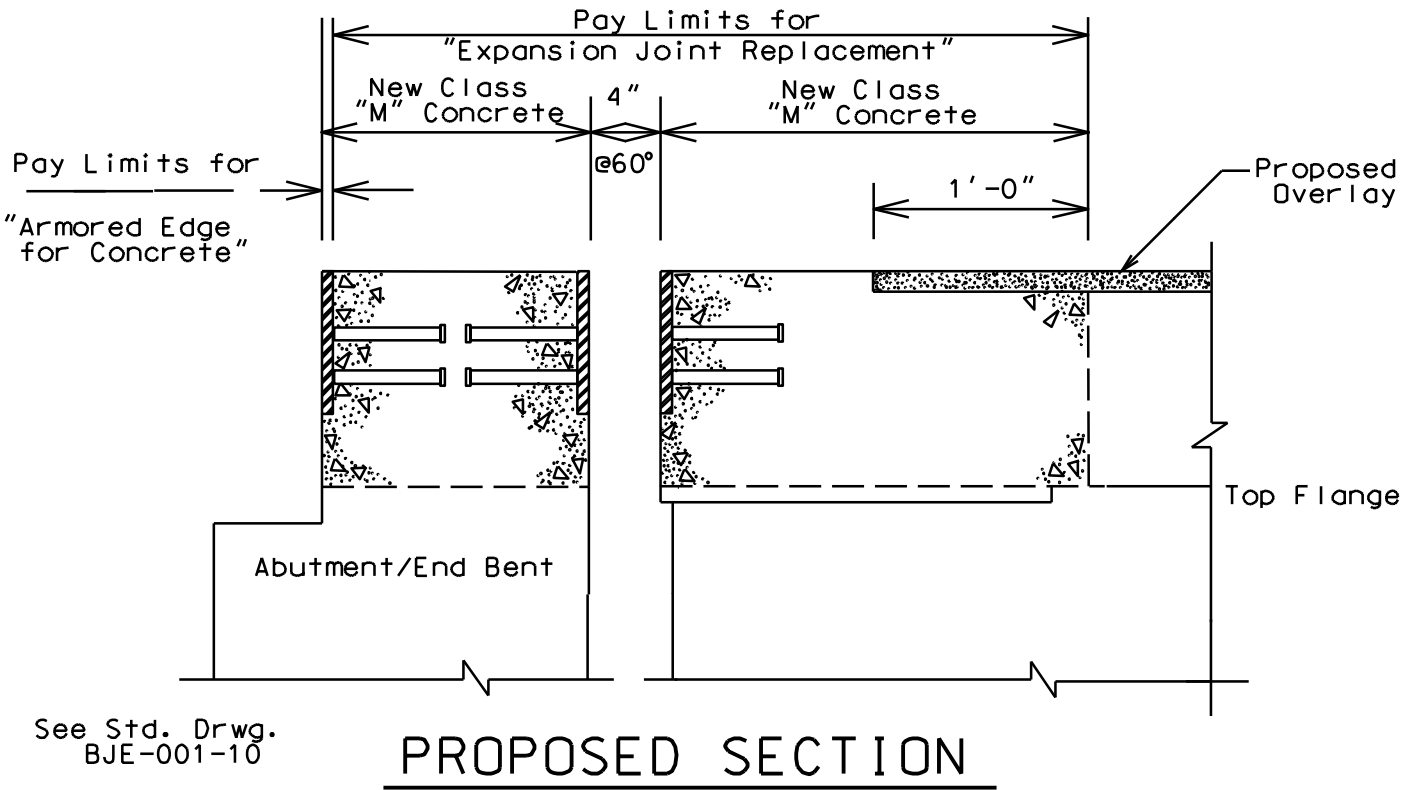 Pay Limits for
"Expansion Joint Replacement"
New Class
"M" Concrete
4"
@60°
New Class
"M" Concrete
Pay Limits for
"Armored Edge
for Concrete"
1'-0"
Proposed
Overlay
Top Flange
Abutment/End Bent
See Std. Drwg.
BJE-001-10
PROPOSED SECTION